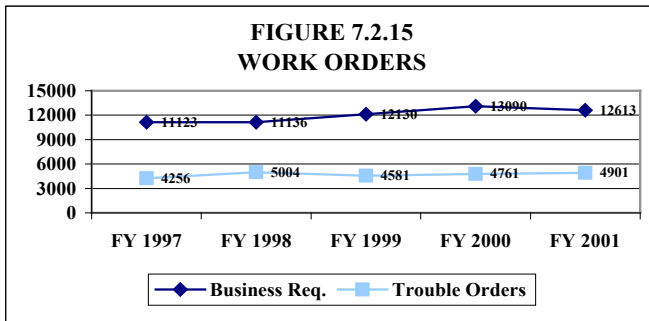 FIGURE 7.2.15
WORK ORDERS
15000
12000
9000
6000
3000
0
11123 11136 12130 13090 12613
4256 5004 4581 4761 4901
FY 1997 FY 1998 FY 1999 FY 2000 FY 2001
Business Req. Trouble Orders